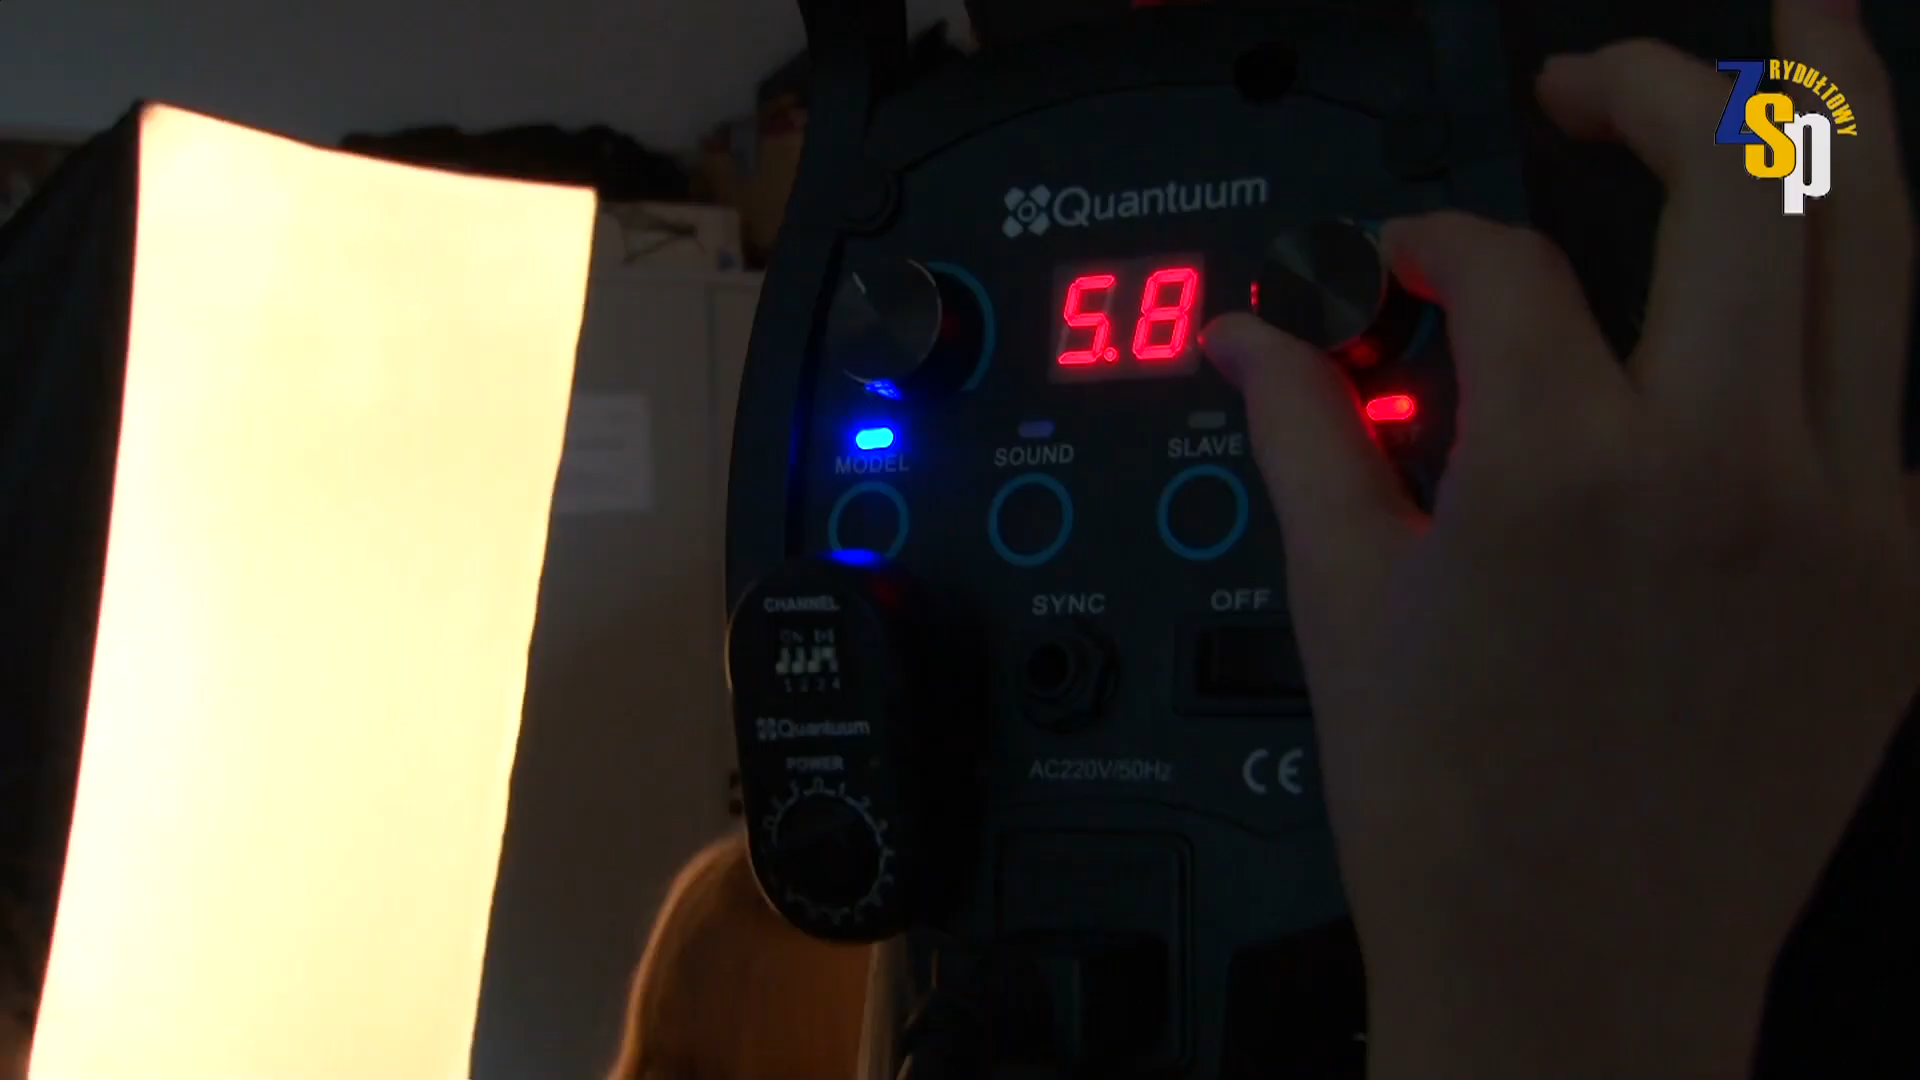 ZSP
RYDUŁTOWY
Quantuum
5.8
MODEL
SOUND
SLAVE
SYNC
OFF
CHANNEL
ON
1 2 3 4
Quantuum
POWER
AC220V/50Hz
CE